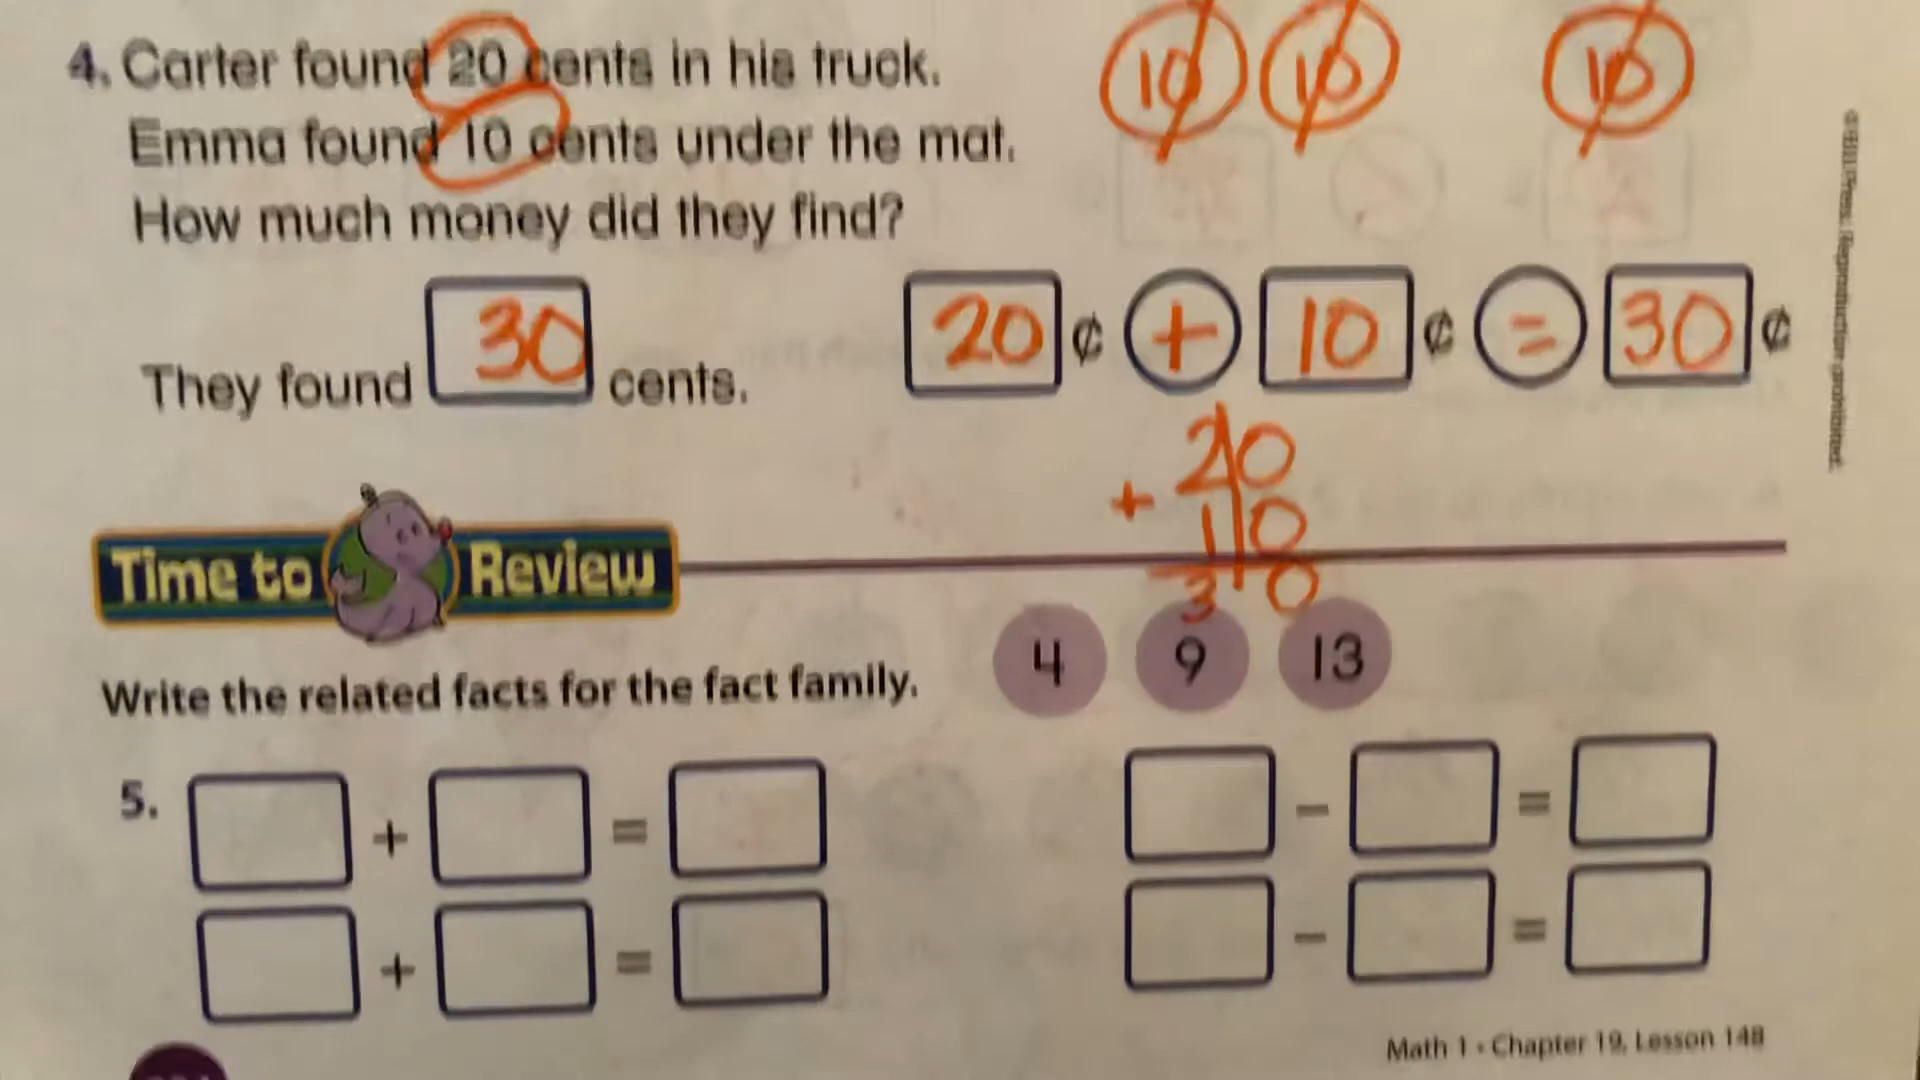 4. Carter found 20 cents in his truck.
10 10 10
Emma found 10 cents under the mat.
How much money did they find?
They found 30 cents.
20 ¢ + 10 ¢ = 30 ¢
20
+ 10
30
Time to Review
Write the related facts for the fact family.
4 9 13
5.
+ =
- =
+ =
- =
Math 1 • Chapter 19, Lesson 148